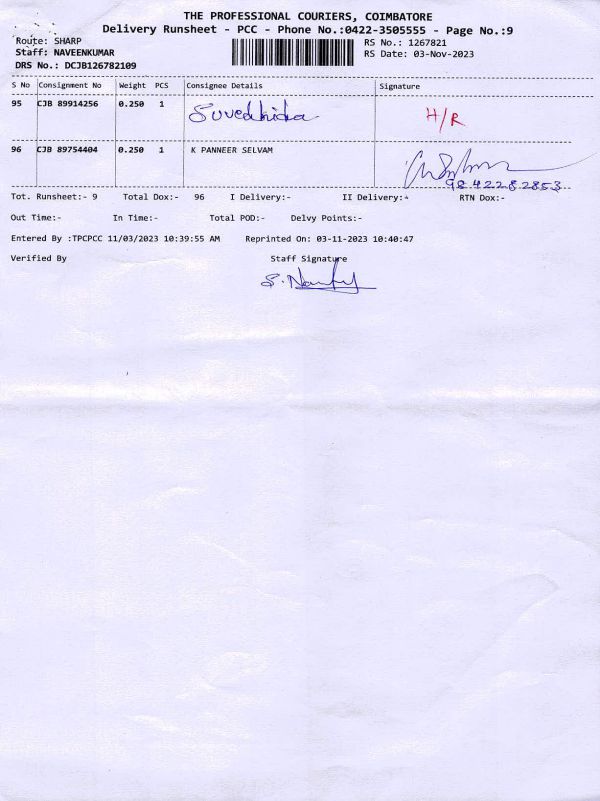 THE PROFESSIONAL COURIERS, COIMBATORE
Delivery Runsheet - PCC - Phone No.:0422-3505555 - Page No.:9
Route: SHARP
RS No.: 1267821
Staff: NAVEENKUMAR
RS Date: 03-Nov-2023
DRS No.: DCJB126782109
S No Consignment No Weight PCS Consignee Details Signature
95 CJB 89914256 0.250 1 H/R
96 CJB 89754404 0.250 1 K PANNEER SELVAM
9842282853
Tot. Runsheet:- 9 Total Dox:- 96 I Delivery:- II Delivery:- RTN Dox:-
Out Time:- In Time:- Total POD:- Delvy Points:-
Entered By :TPCPCC 11/03/2023 10:39:55 AM Reprinted On: 03-11-2023 10:40:47
Verified By Staff Signature